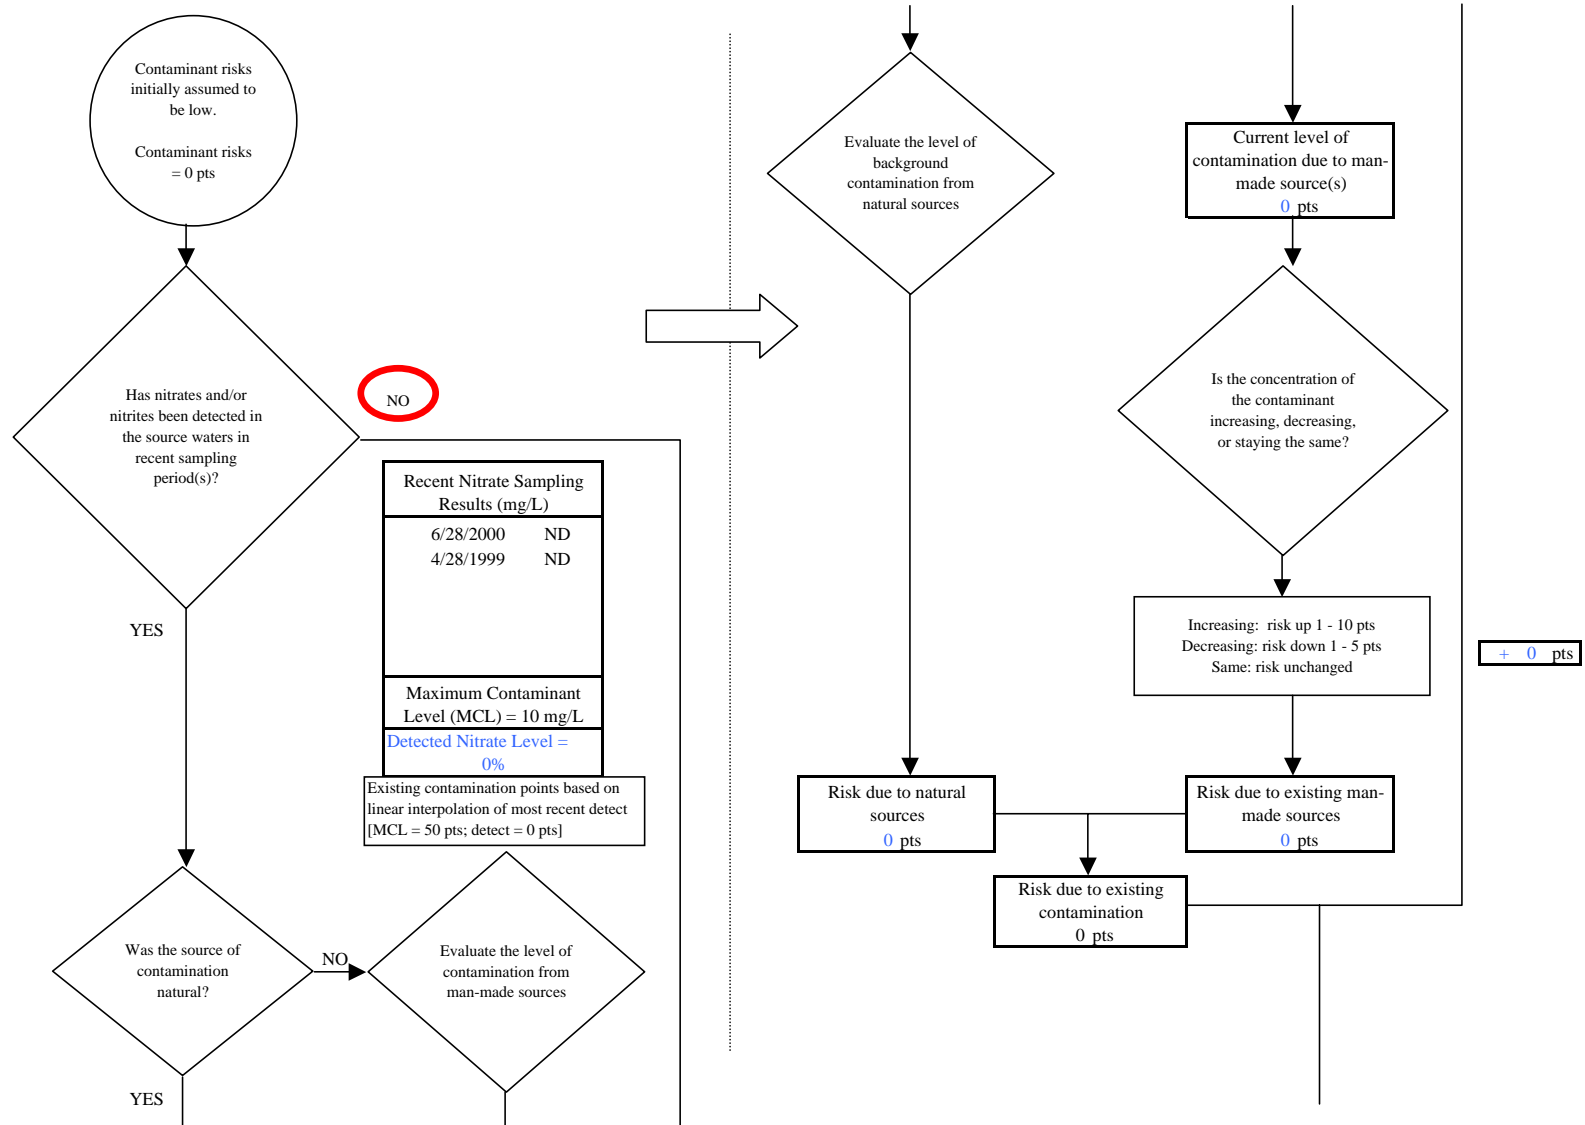 Contaminant risks
initially assumed to
be low.
Contaminant risks
= 0 pts
Has nitrates and/or
nitrites been detected in
the source waters in
recent sampling
period(s)?
NO
YES
Recent Nitrate Sampling
Results (mg/L)
6/28/2000 ND
4/28/1999 ND
Maximum Contaminant
Level (MCL) = 10 mg/L
Detected Nitrate Level =
0%
Existing contamination points based on
linear interpolation of most recent detect
[MCL = 50 pts; detect = 0 pts]
Was the source of
contamination
natural?
NO
YES
Evaluate the level of
contamination from
man-made sources
Evaluate the level of
background
contamination from
natural sources
Current level of
contamination due to man-
made source(s)
0 pts
Is the concentration of
the contaminant
increasing, decreasing,
or staying the same?
Increasing: risk up 1 - 10 pts
Decreasing: risk down 1 - 5 pts
Same: risk unchanged
+ 0 pts
Risk due to natural
sources
0 pts
Risk due to existing man-
made sources
0 pts
Risk due to existing
contamination
0 pts